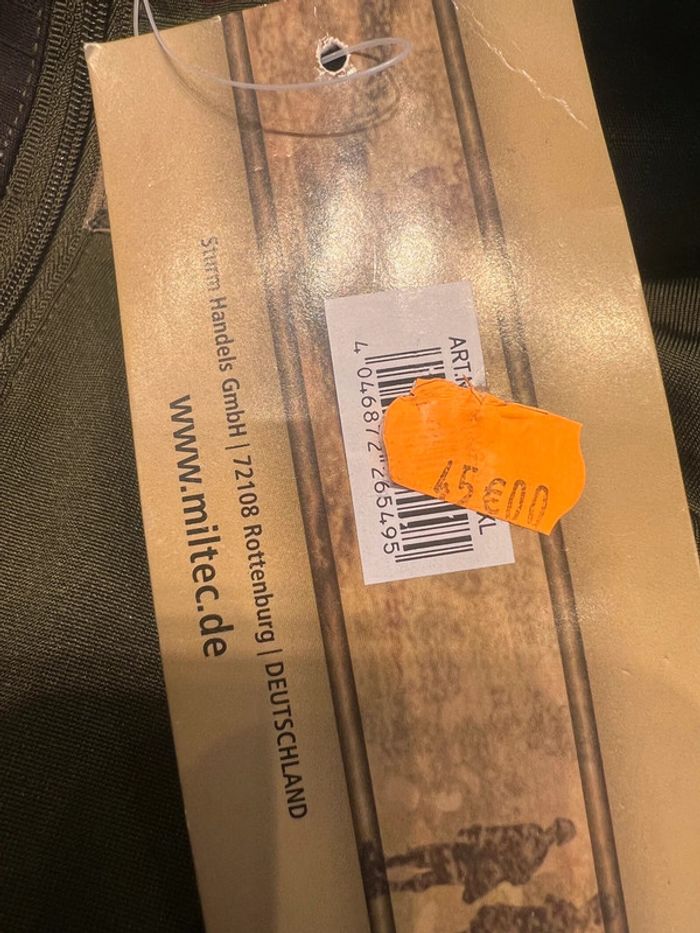 Sturm Handels GmbH | 72108 Rottenburg | DEUTSCHLAND
www.miltec.de
ART.
XL
4 046872 265495
45€00